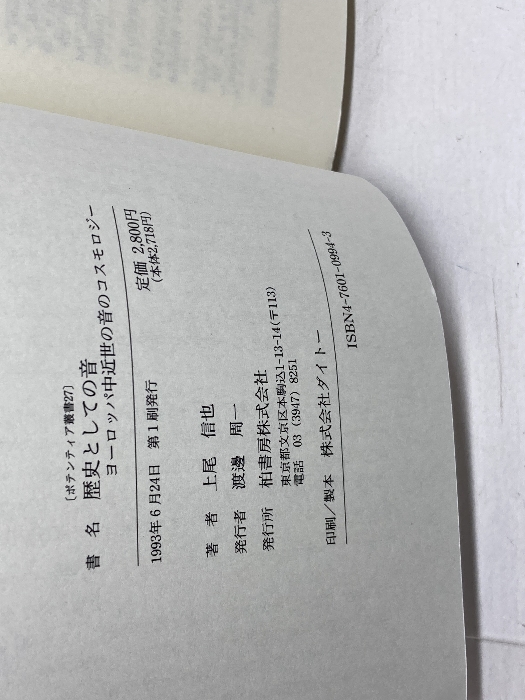 〔ポテンティア叢書27〕
書 名 歴史としての音
ヨーロッパ中近世の音のコスモロジー
1993年6月24日 第1刷発行
定価 2,800円
(本体2,718円)
著 者 上尾 信也
発行者 渡邊 周一
発行所 柏書房株式会社
東京都文京区本駒込1-13-14(〒113)
電話 03 (3947) 8251
印刷/製本 株式会社ダイトー
ISBN4-7601-0994-3